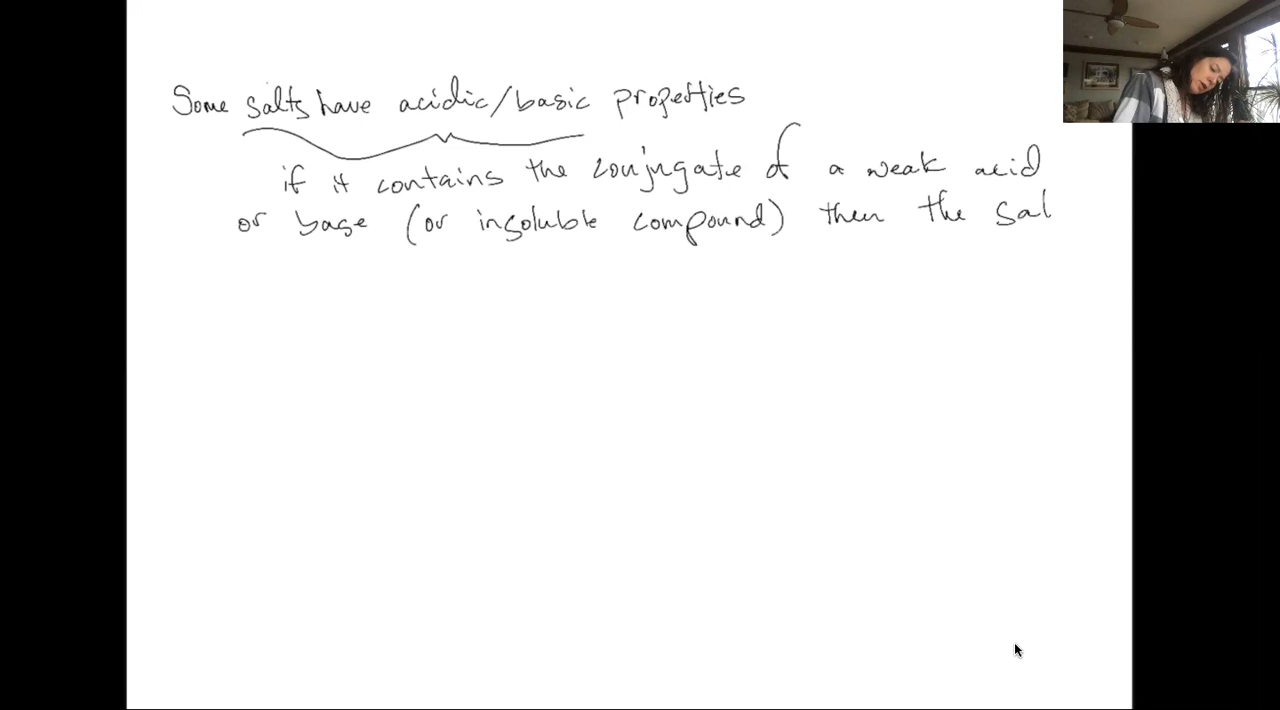 Some salts have acidic/basic properties
if it contains the conjugate of a weak acid
or base (or insoluble compound) then the sal